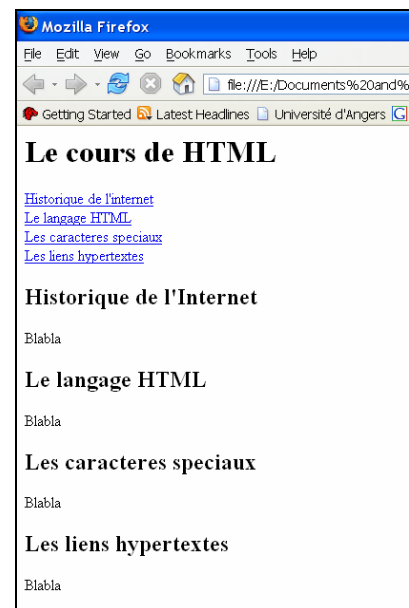 Mozilla Firefox
File Edit View Go Bookmarks Tools Help
file:///E:/Documents%20and%
Getting Started Latest Headlines Université d'Angers G
Le cours de HTML
Historique de l'internet
Le langage HTML
Les caracteres speciaux
Les liens hypertextes
Historique de l'Internet
Blabla
Le langage HTML
Blabla
Les caracteres speciaux
Blabla
Les liens hypertextes
Blabla